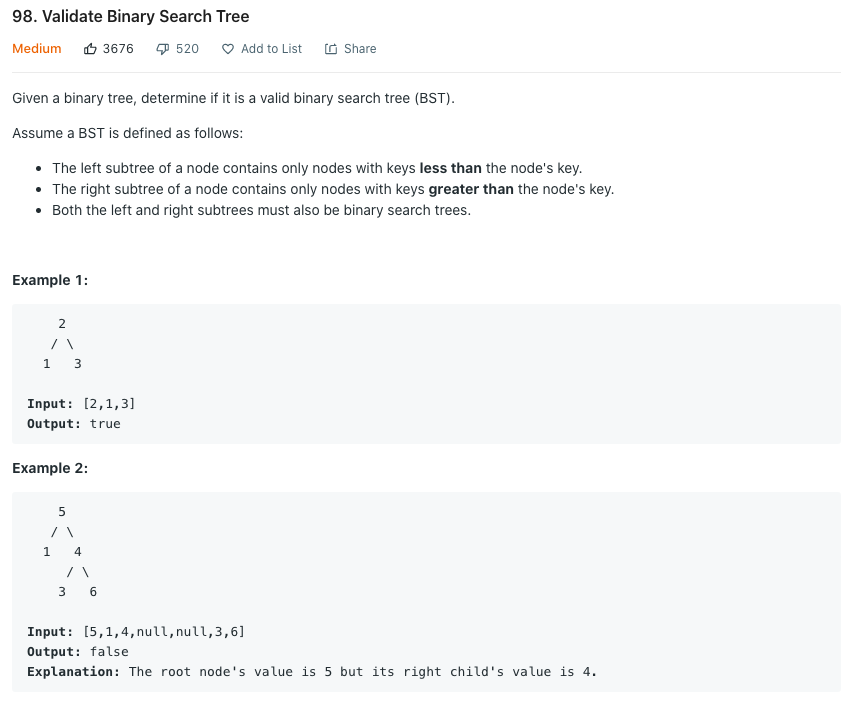 98. Validate Binary Search Tree
Medium 3676 520 Add to List Share
Given a binary tree, determine if it is a valid binary search tree (BST).
Assume a BST is defined as follows:
• The left subtree of a node contains only nodes with keys less than the node's key.
• The right subtree of a node contains only nodes with keys greater than the node's key.
• Both the left and right subtrees must also be binary search trees.
Example 1:
    2
   / \
  1   3
Input: [2,1,3]
Output: true
Example 2:
    5
   / \
  1   4
     / \
    3   6
Input: [5,1,4,null,null,3,6]
Output: false
Explanation: The root node's value is 5 but its right child's value is 4.